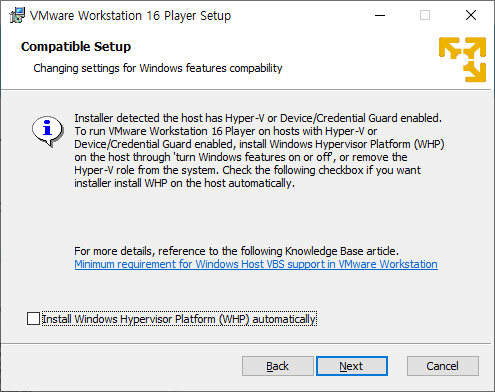 VMware Workstation 16 Player Setup
Compatible Setup
Changing settings for Windows features compability
Installer detected the host has Hyper-V or Device/Credential Guard enabled.
To run VMware Workstation 16 Player on hosts with Hyper-V or
Device/Credential Guard enabled, install Windows Hypervisor Platform (WHP)
on the host through 'turn Windows features on or off', or remove the
Hyper-V role from the system. Check the following checkbox if you want
installer install WHP on the host automatically.
For more details, reference to the following Knowledge Base article.
Minimum requirement for Windows Host VBS support in VMware Workstation
Install Windows Hypervisor Platform (WHP) automatically
Back
Next
Cancel